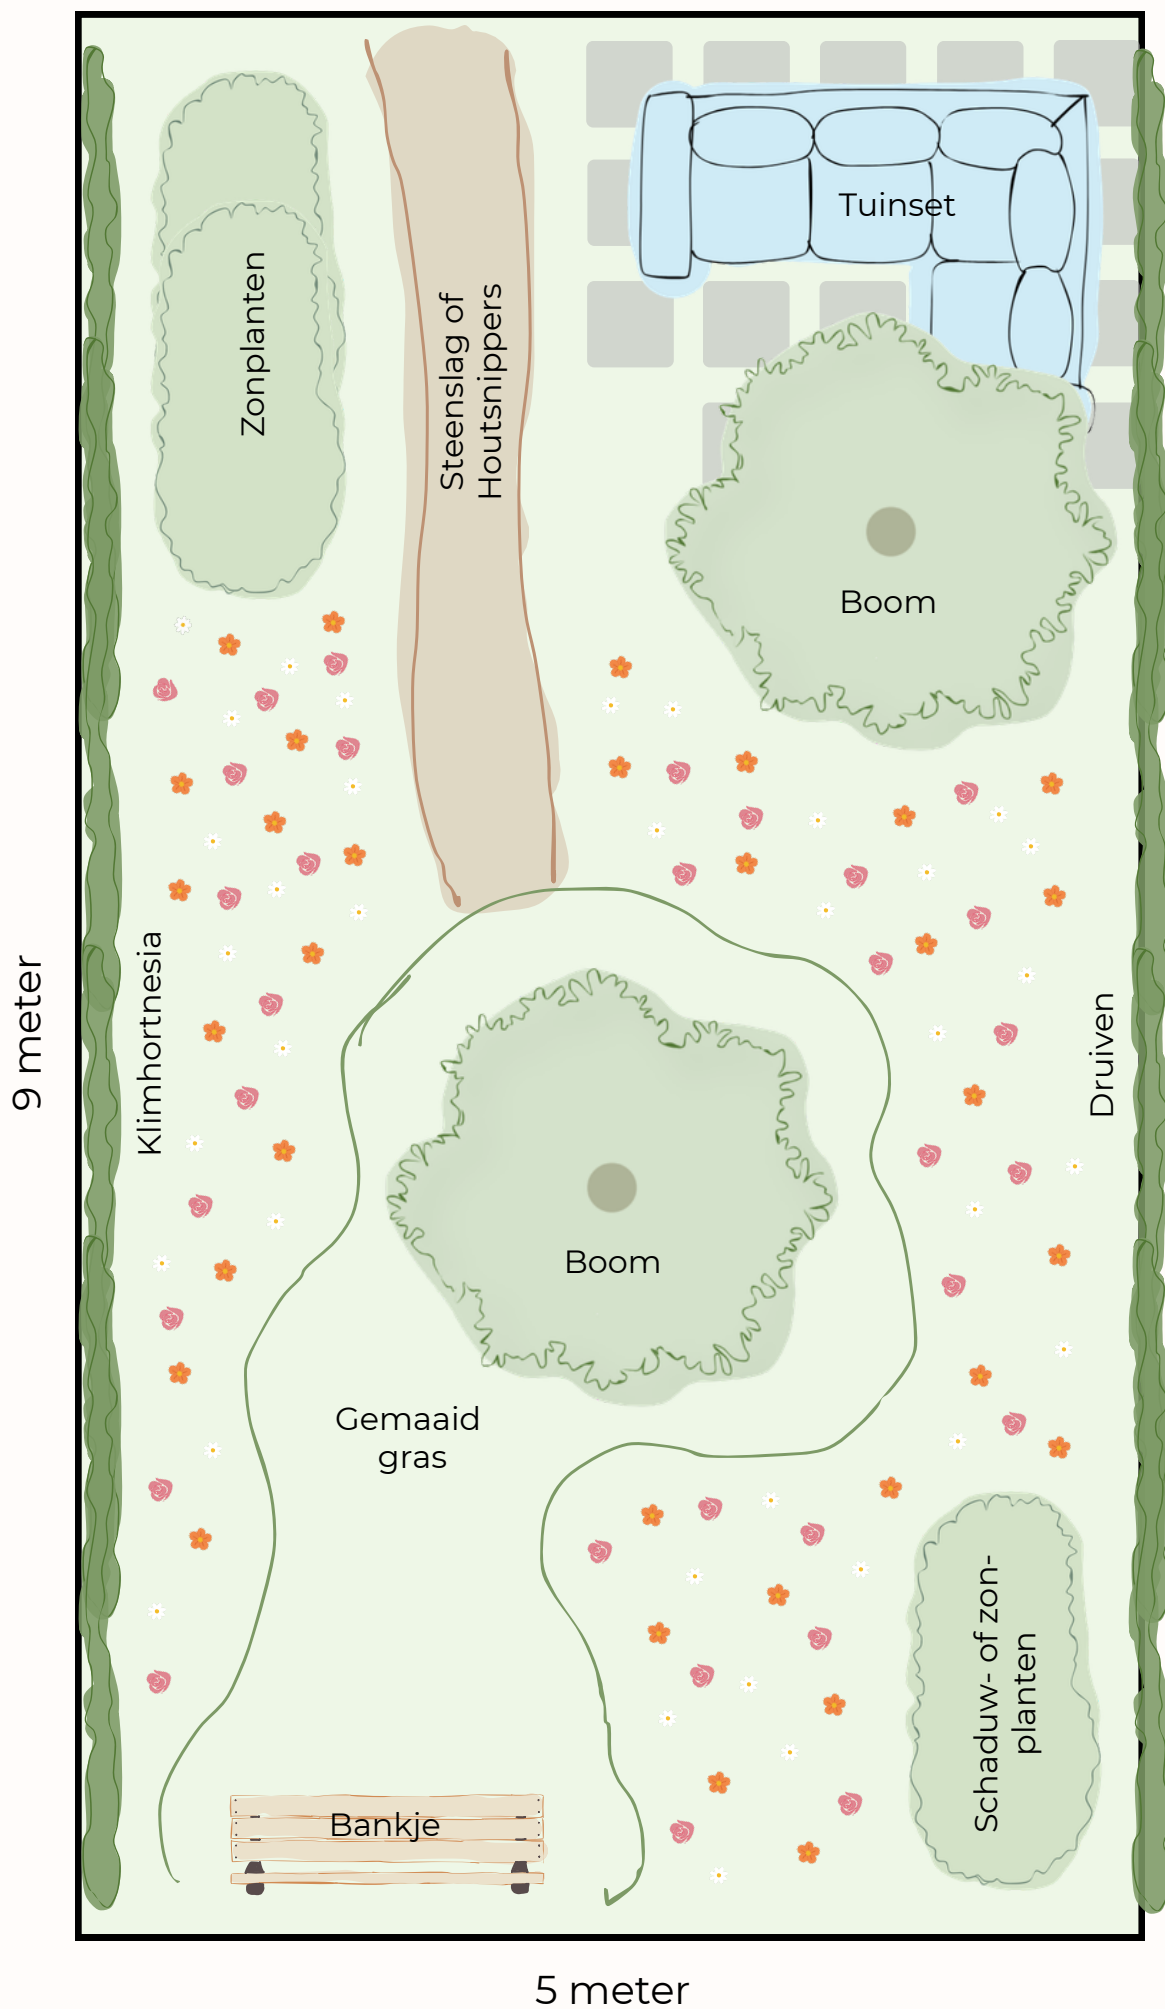 Tuinset
Zonplanten
Steenslag of
Houtsnippers
Boom
9 meter
Klimhortnesia
Druiven
Boom
Gemaaid
gras
Schaduw- of zon-
planten
Bankje
5 meter